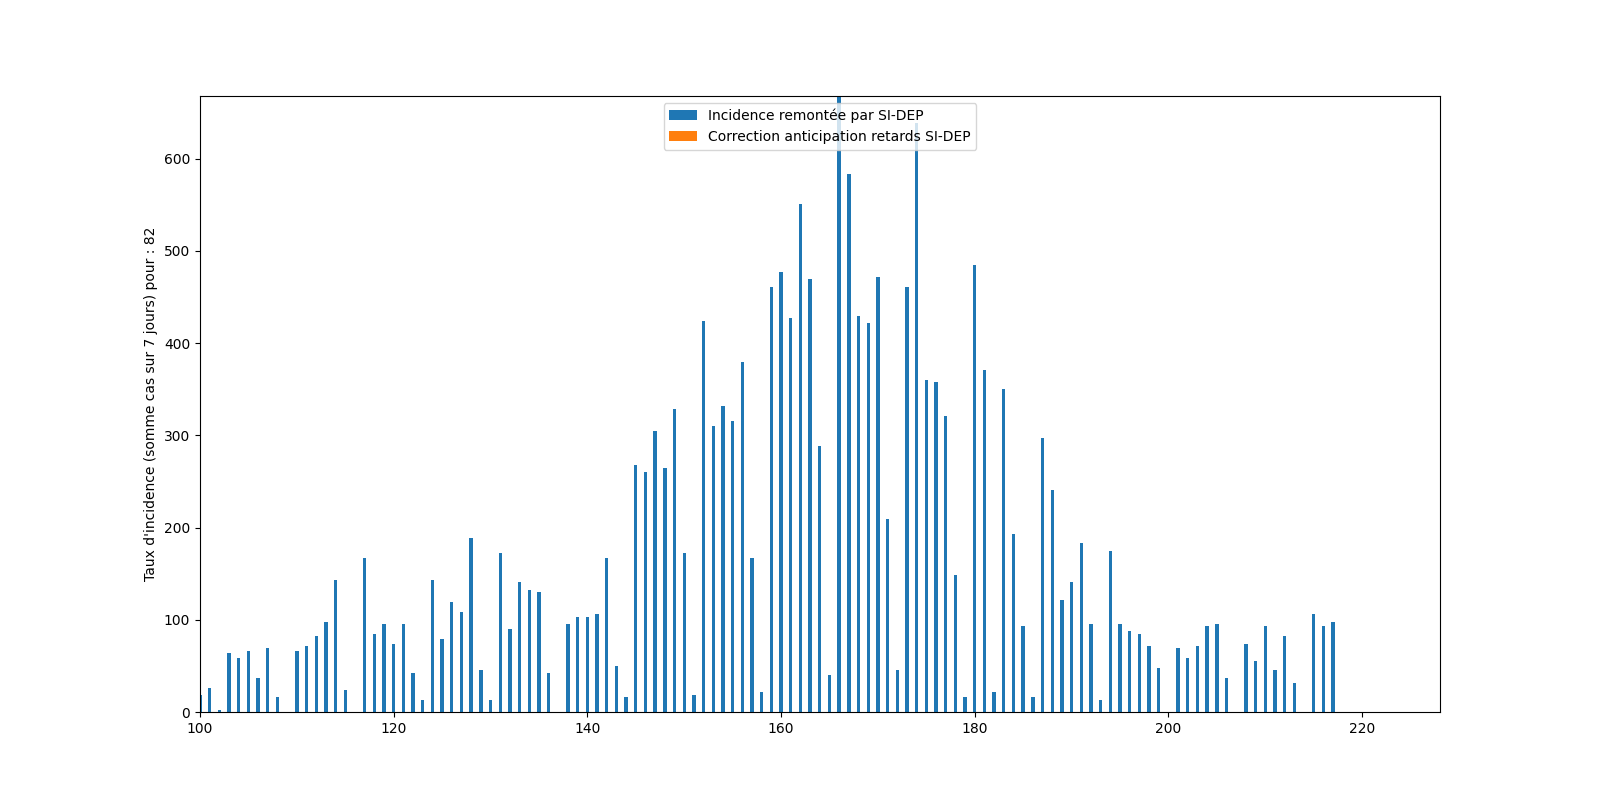 Incidence remontée par SI-DEP
Correction anticipation retards SI-DEP
Taux d'incidence (somme cas sur 7 jours) pour : 82
600
500
400
300
200
100
0
100 120 140 160 180 200 220